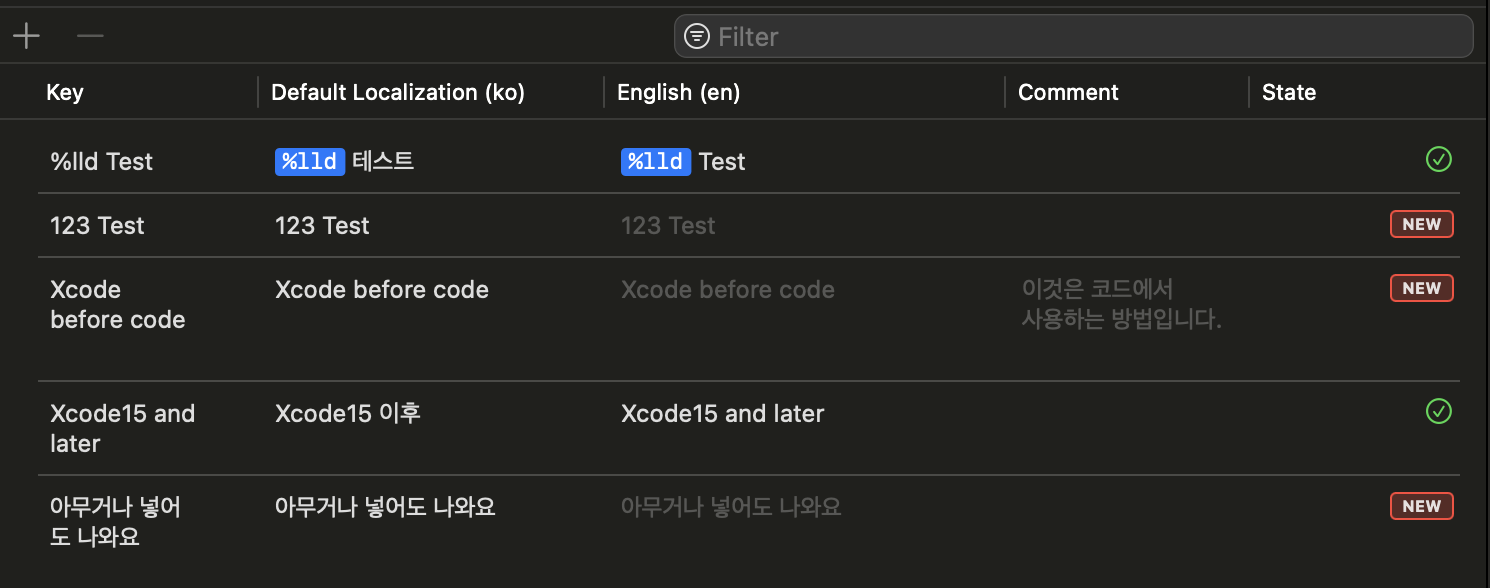 Filter
Key Default Localization (ko) English (en) Comment State
%lld Test %lld 테스트 %lld Test
123 Test 123 Test 123 Test NEW
Xcode before code Xcode before code Xcode before code 이것은 코드에서 사용하는 방법입니다. NEW
Xcode15 and later Xcode15 이후 Xcode15 and later
아무거나 넣어도 나와요 아무거나 넣어도 나와요 아무거나 넣어도 나와요 NEW